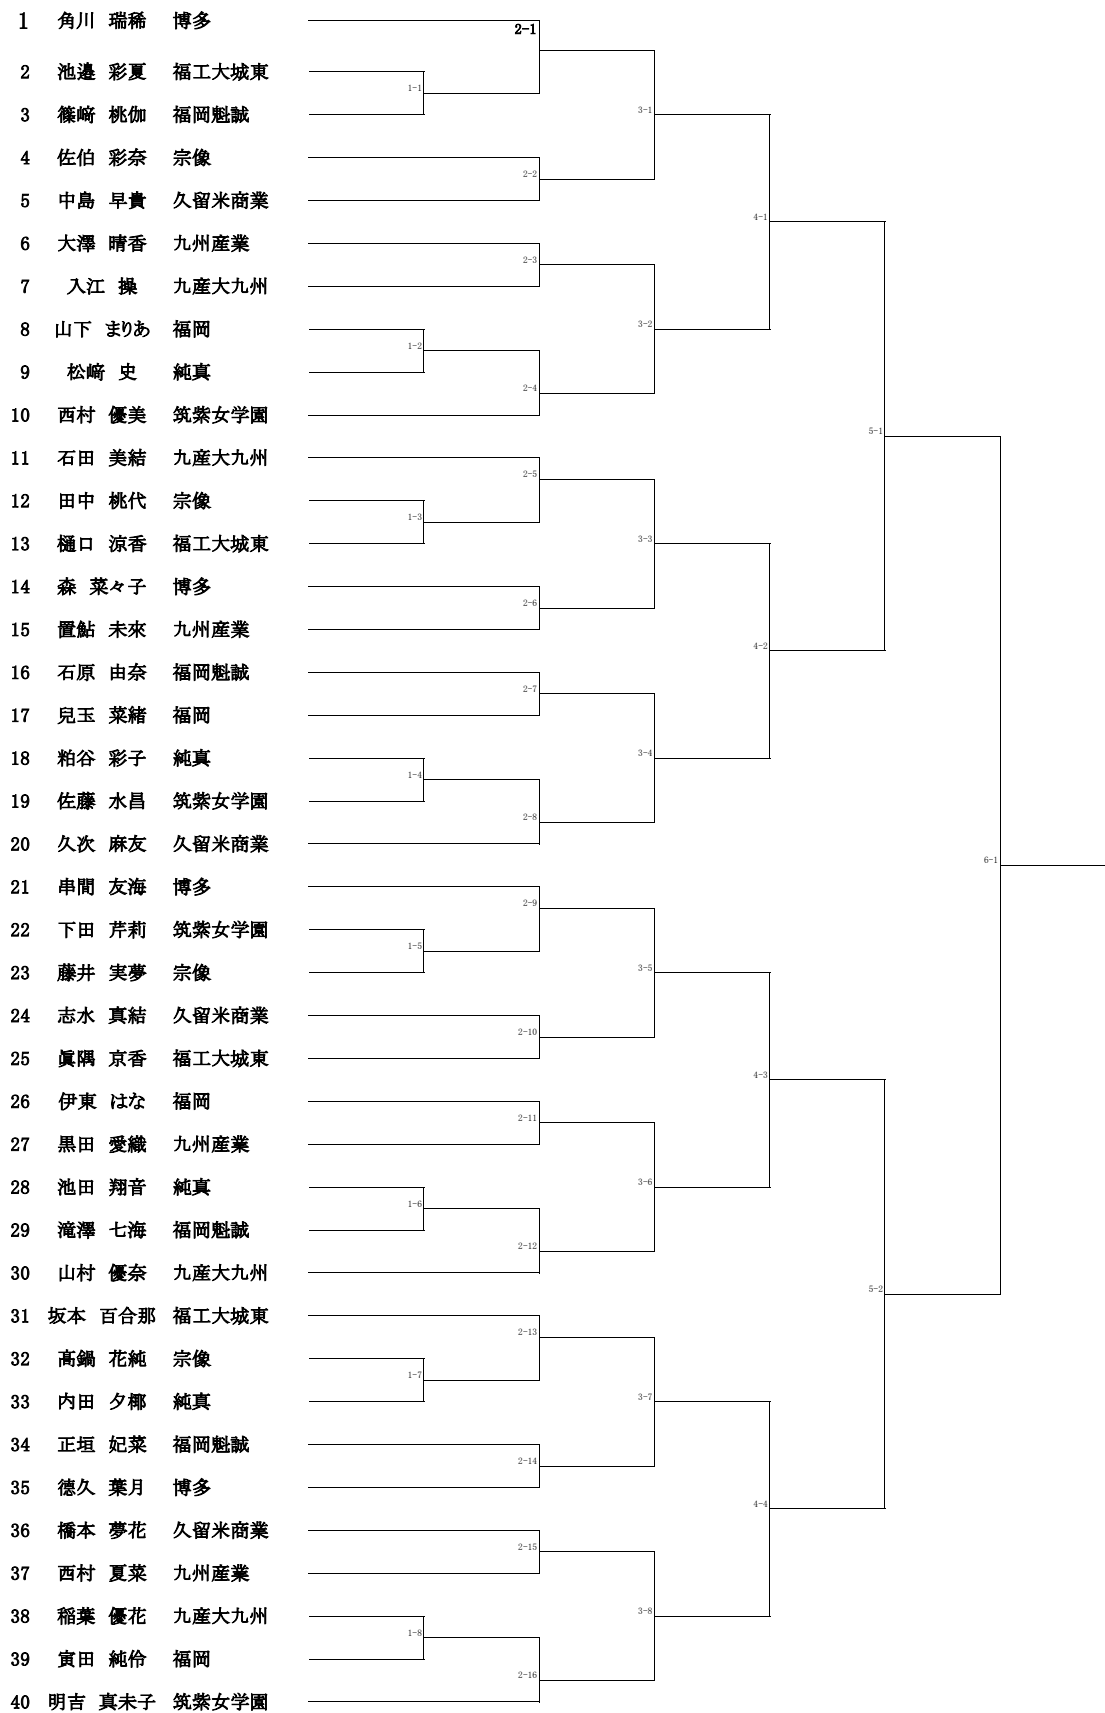 1 角川 瑞稀 博多
2-1
2 池邉 彩夏 福工大城東
1-1
3 篠﨑 桃伽 福岡魁誠
3-1
4 佐伯 彩奈 宗像
2-2
5 中島 早貴 久留米商業
4-1
6 大澤 晴香 九州産業
2-3
7 入江 操 九産大九州
8 山下 まりあ 福岡
3-2
1-2
9 松﨑 史 純真
2-4
10 西村 優美 筑紫女学園
5-1
11 石田 美結 九産大九州
2-5
12 田中 桃代 宗像
1-3
13 樋口 涼香 福工大城東
3-3
14 森 菜々子 博多
2-6
15 置鮎 未來 九州産業
4-2
16 石原 由奈 福岡魁誠
2-7
17 兒玉 菜緒 福岡
18 粕谷 彩子 純真
3-4
1-4
19 佐藤 水昌 筑紫女学園
2-8
20 久次 麻友 久留米商業
6-1
21 串間 友海 博多
2-9
22 下田 芹莉 筑紫女学園
1-5
23 藤井 実夢 宗像
3-5
24 志水 真結 久留米商業
2-10
25 眞隅 京香 福工大城東
4-3
26 伊東 はな 福岡
2-11
27 黒田 愛織 九州産業
28 池田 翔音 純真
3-6
1-6
29 滝澤 七海 福岡魁誠
2-12
30 山村 優奈 九産大九州
5-2
31 坂本 百合那 福工大城東
2-13
32 髙鍋 花純 宗像
1-7
33 内田 夕椰 純真
3-7
34 正垣 妃菜 福岡魁誠
2-14
35 徳久 葉月 博多
4-4
36 橋本 夢花 久留米商業
2-15
37 西村 夏菜 九州産業
38 稲葉 優花 九産大九州
3-8
1-8
39 寅田 純伶 福岡
2-16
40 明吉 真未子 筑紫女学園